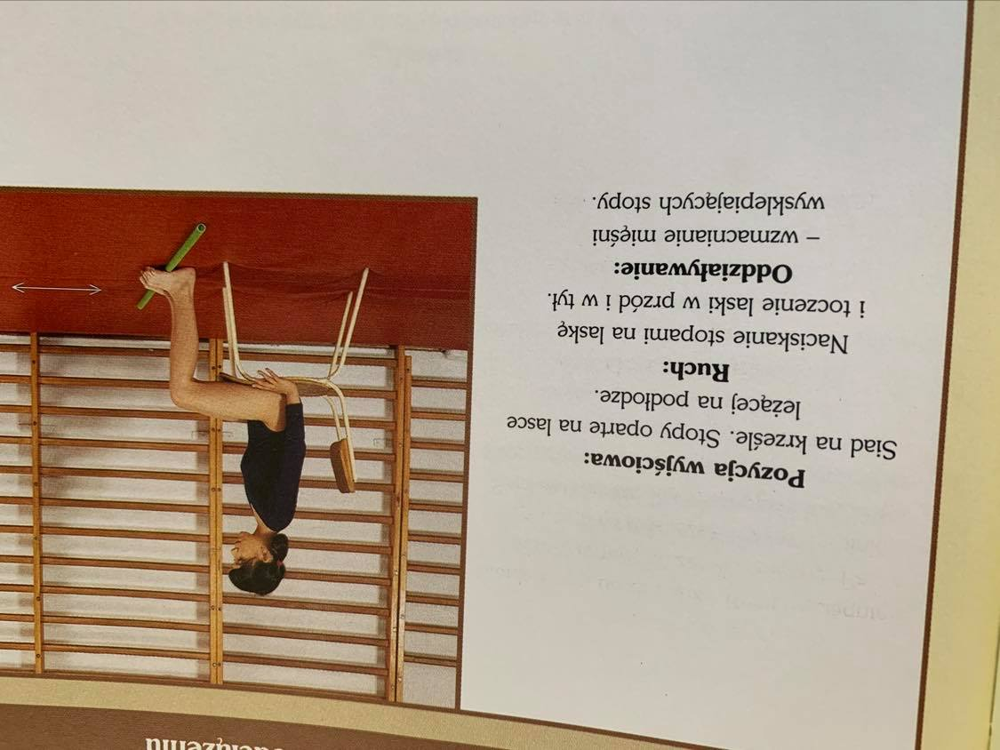 Pozycja wyjściowa:
Siad na krześle. Stopy oparte na lasce
leżącej na podłodze.
Ruch:
Naciskanie stopami na laskę
i toczenie laski w przód i w tył.
Oddziaływanie:
– wzmacnianie mięśni
wysklepiających stopy.